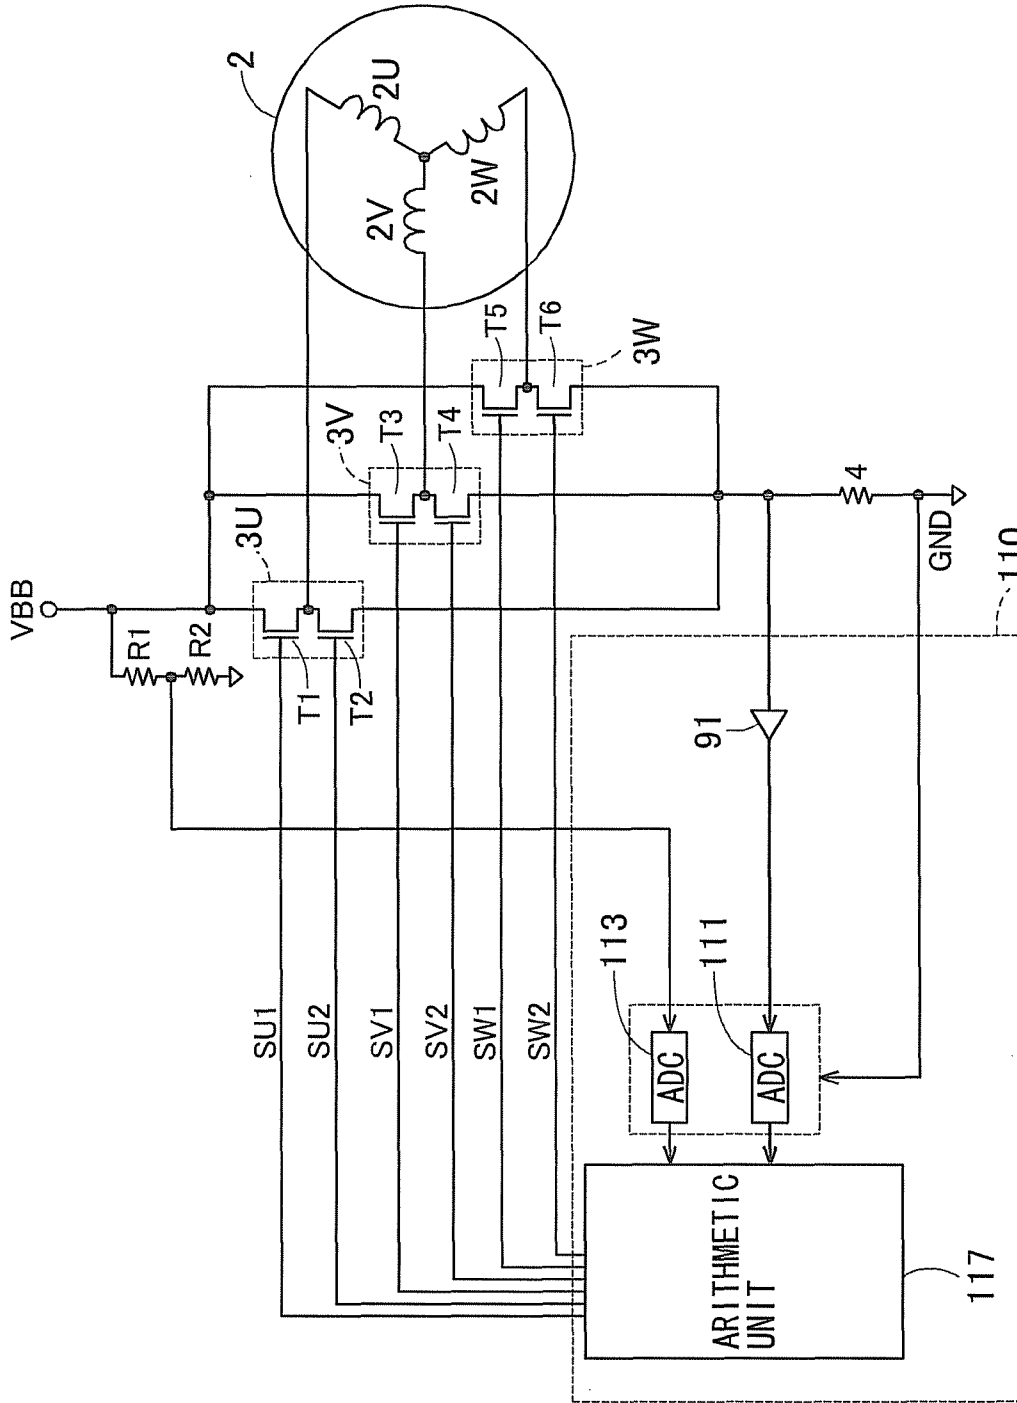 VBB
R1
R2
3U
T1
T2
3V
T3
T4
T5
T6
3W
2
2U
2V
2W
4
GND
110
91
SU1
SU2
SV1
SV2
SW1
SW2
113
ADC
111
ADC
ARITHMETIC
UNIT
117